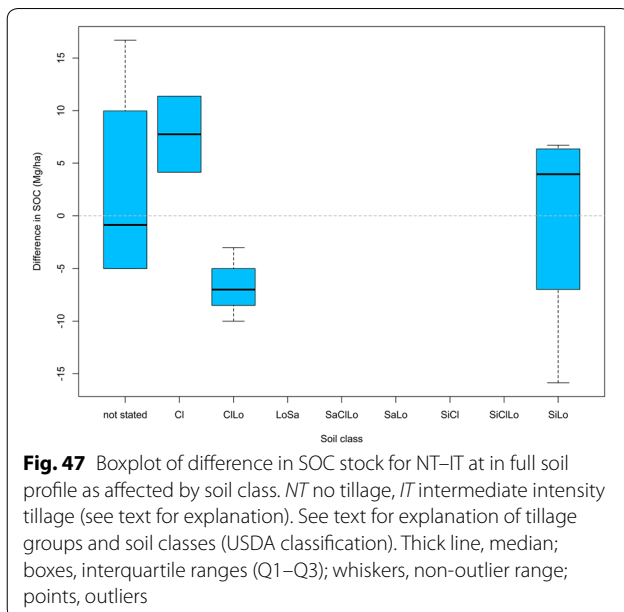 15
10
5
0
-5
-10
-15
Difference in SOC (Mg/ha)
not stated Cl ClLo LoSa SaClLo SaLo SiCl SiClLo SiLo
Soil class
Fig. 47 Boxplot of difference in SOC stock for NT–IT at in full soil
profile as affected by soil class. NT no tillage, IT intermediate intensity
tillage (see text for explanation). See text for explanation of tillage
groups and soil classes (USDA classification). Thick line, median;
boxes, interquartile ranges (Q1–Q3); whiskers, non-outlier range;
points, outliers